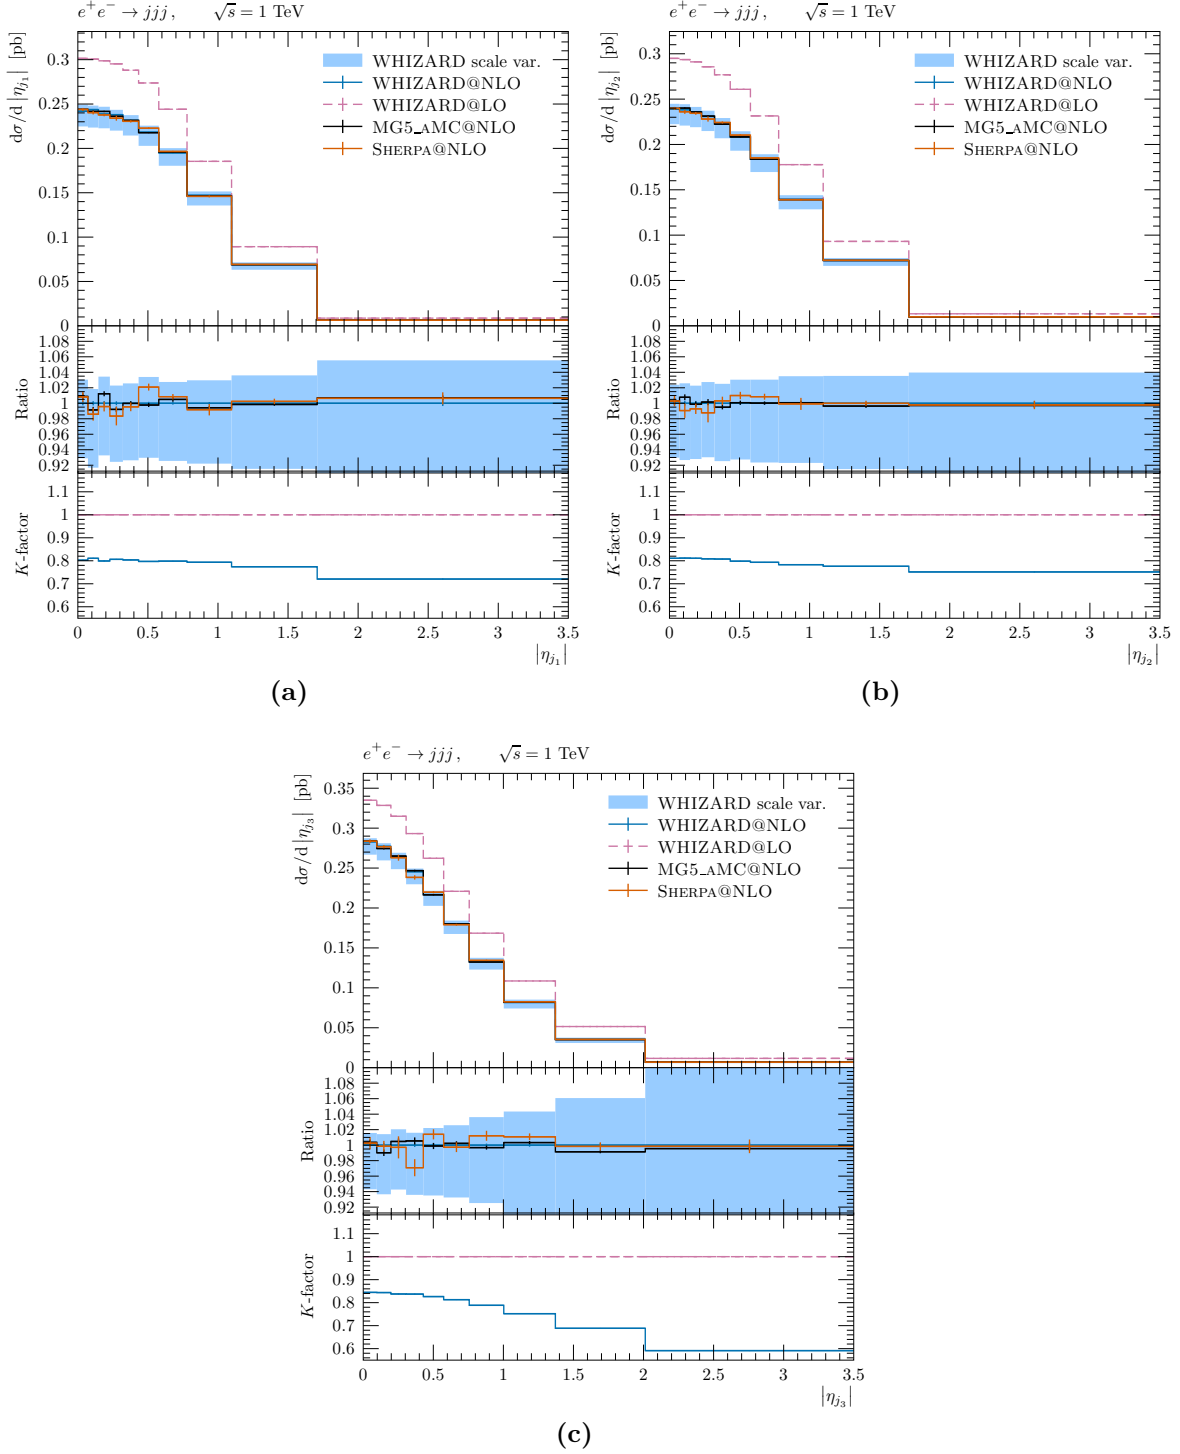 e⁺e⁻ → jjj, √s = 1 TeV
dσ/d|η_{j₁}| [pb]
0.3
0.25
0.2
0.15
0.1
0.05
0
WHIZARD scale var.
WHIZARD@NLO
WHIZARD@LO
MG5_aMC@NLO
Sherpa@NLO
Ratio
1.08
1.06
1.04
1.02
1
0.98
0.96
0.94
0.92
K-factor
1.1
1
0.9
0.8
0.7
0.6
0 0.5 1 1.5 2 2.5 3 3.5
|η_{j₁}|
(a)
e⁺e⁻ → jjj, √s = 1 TeV
dσ/d|η_{j₂}| [pb]
0.3
0.25
0.2
0.15
0.1
0.05
0
WHIZARD scale var.
WHIZARD@NLO
WHIZARD@LO
MG5_aMC@NLO
Sherpa@NLO
Ratio
1.08
1.06
1.04
1.02
1
0.98
0.96
0.94
0.92
K-factor
1.1
1
0.9
0.8
0.7
0.6
0 0.5 1 1.5 2 2.5 3 3.5
|η_{j₂}|
(b)
e⁺e⁻ → jjj, √s = 1 TeV
dσ/d|η_{j₃}| [pb]
0.35
0.3
0.25
0.2
0.15
0.1
0.05
0
WHIZARD scale var.
WHIZARD@NLO
WHIZARD@LO
MG5_aMC@NLO
Sherpa@NLO
Ratio
1.08
1.06
1.04
1.02
1
0.98
0.96
0.94
0.92
K-factor
1.1
1
0.9
0.8
0.7
0.6
0 0.5 1 1.5 2 2.5 3 3.5
|η_{j₃}|
(c)